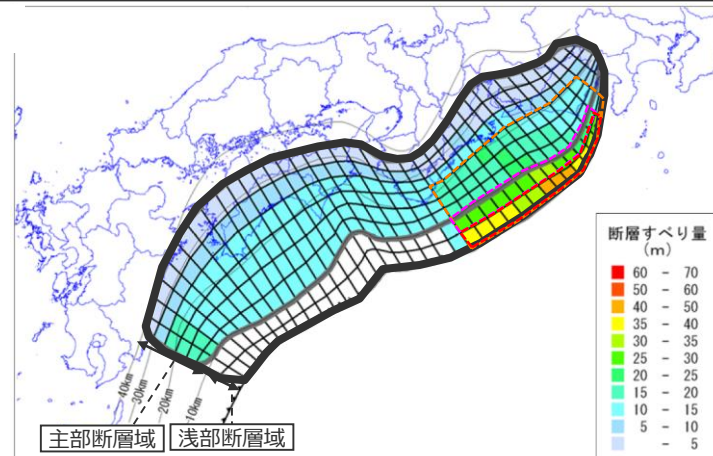 断層すべり量
（m）
60 - 70
50 - 60
40 - 50
35 - 40
30 - 35
25 - 30
20 - 25
15 - 20
10 - 15
5 - 10
- 5
40km
30km
20km
10km
主部断層域
浅部断層域